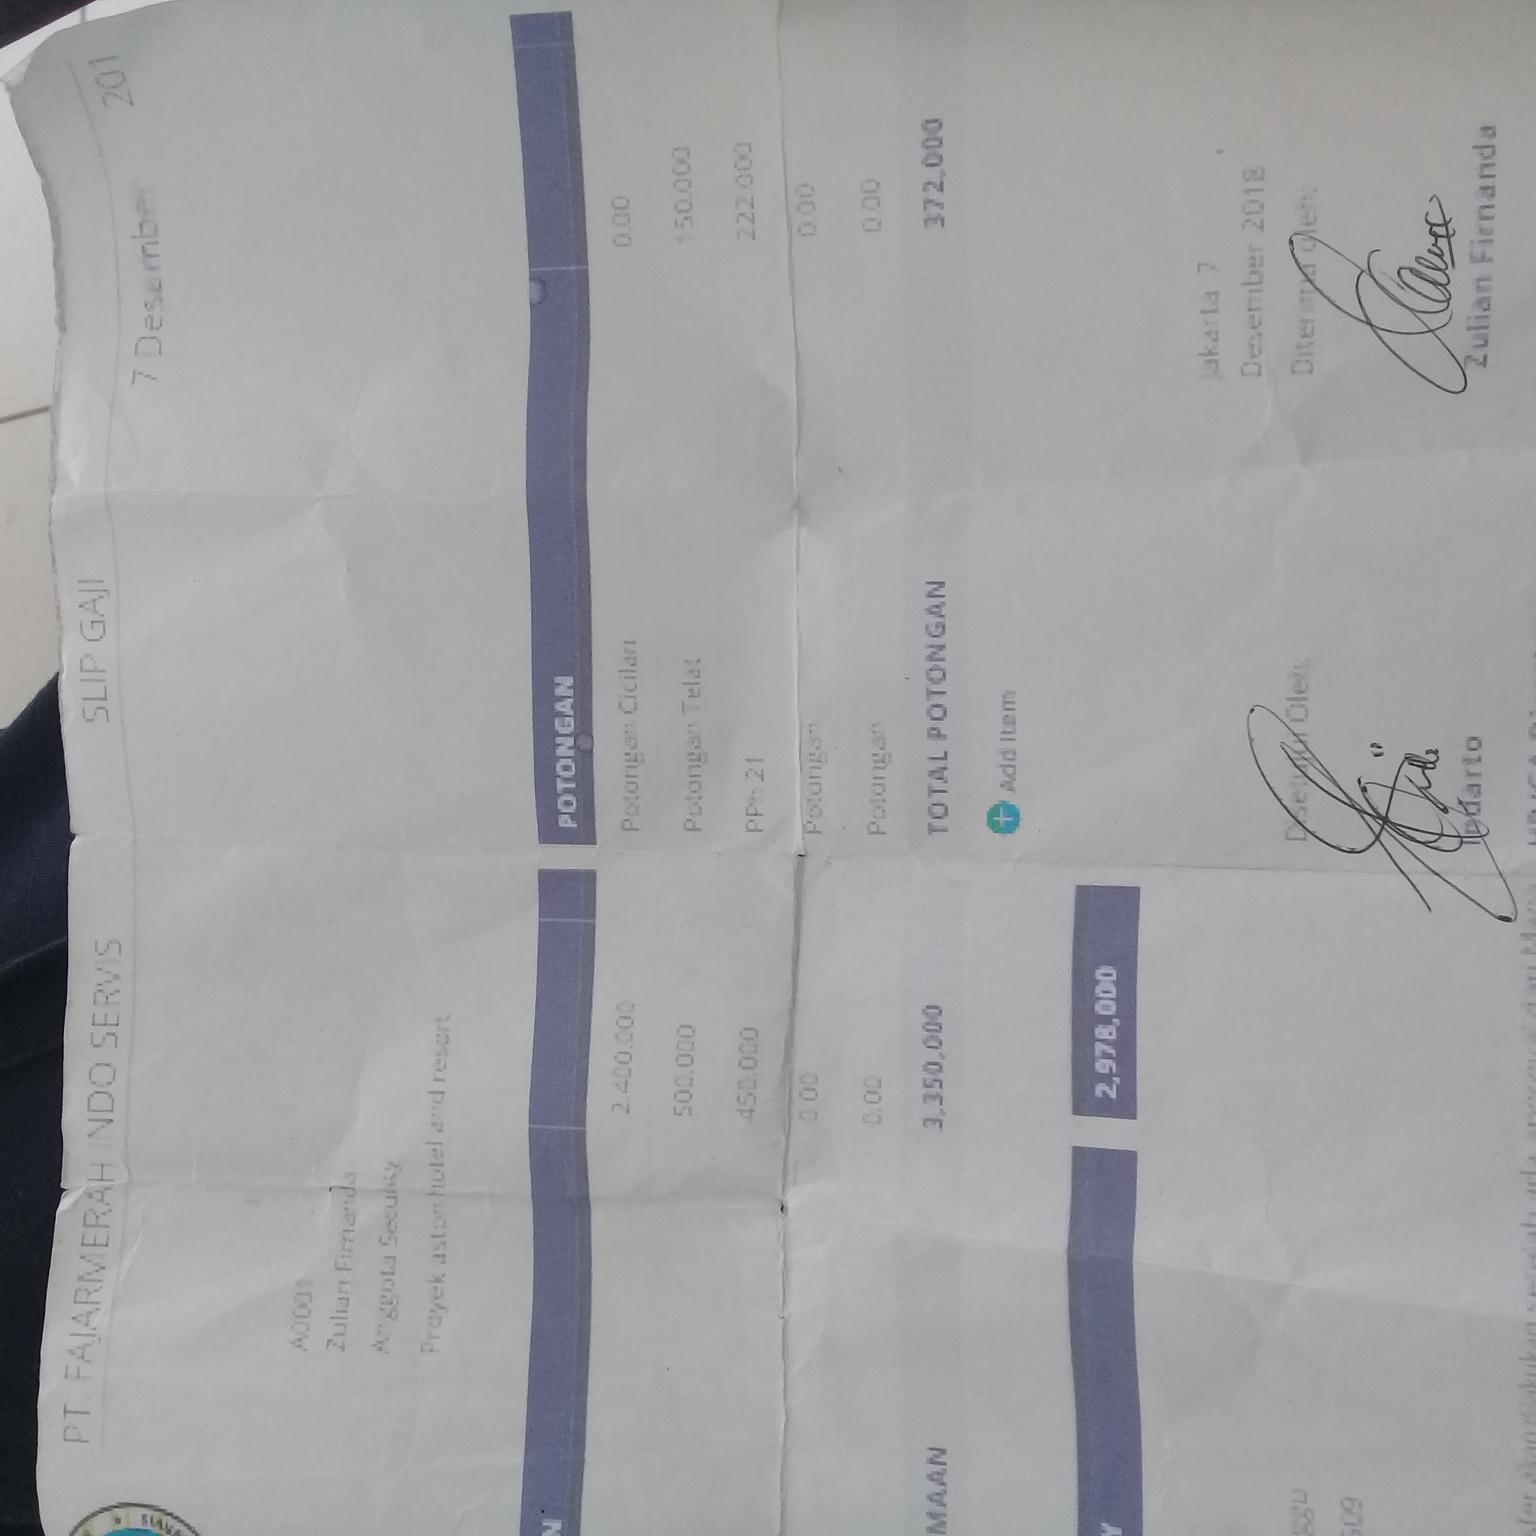 PT. FAJARMERAH INDO SERVIS
SLIP GAJI
7 Desember 201
A0001
Zulian Firnanda
Anggota Security
Proyek aston hotel and resort
N
POTONGAN
2.400.000 Potongan Cicilan 0.00
500.000 Potongan Telat 150.000
450.000 PPh 21 222.000
0.00 Potongan 0.00
0.00 Potongan 0.00
MAAN 3,350,000 TOTAL POTONGAN 372,000
Add Item
Y 2,978,000
Jakarta 7
Desember 2018
ggu Disetujui Oleh: Diterima oleh:
509
Indarto Zulian Firnanda
sfer akan dilakukan setelah ada approval dari